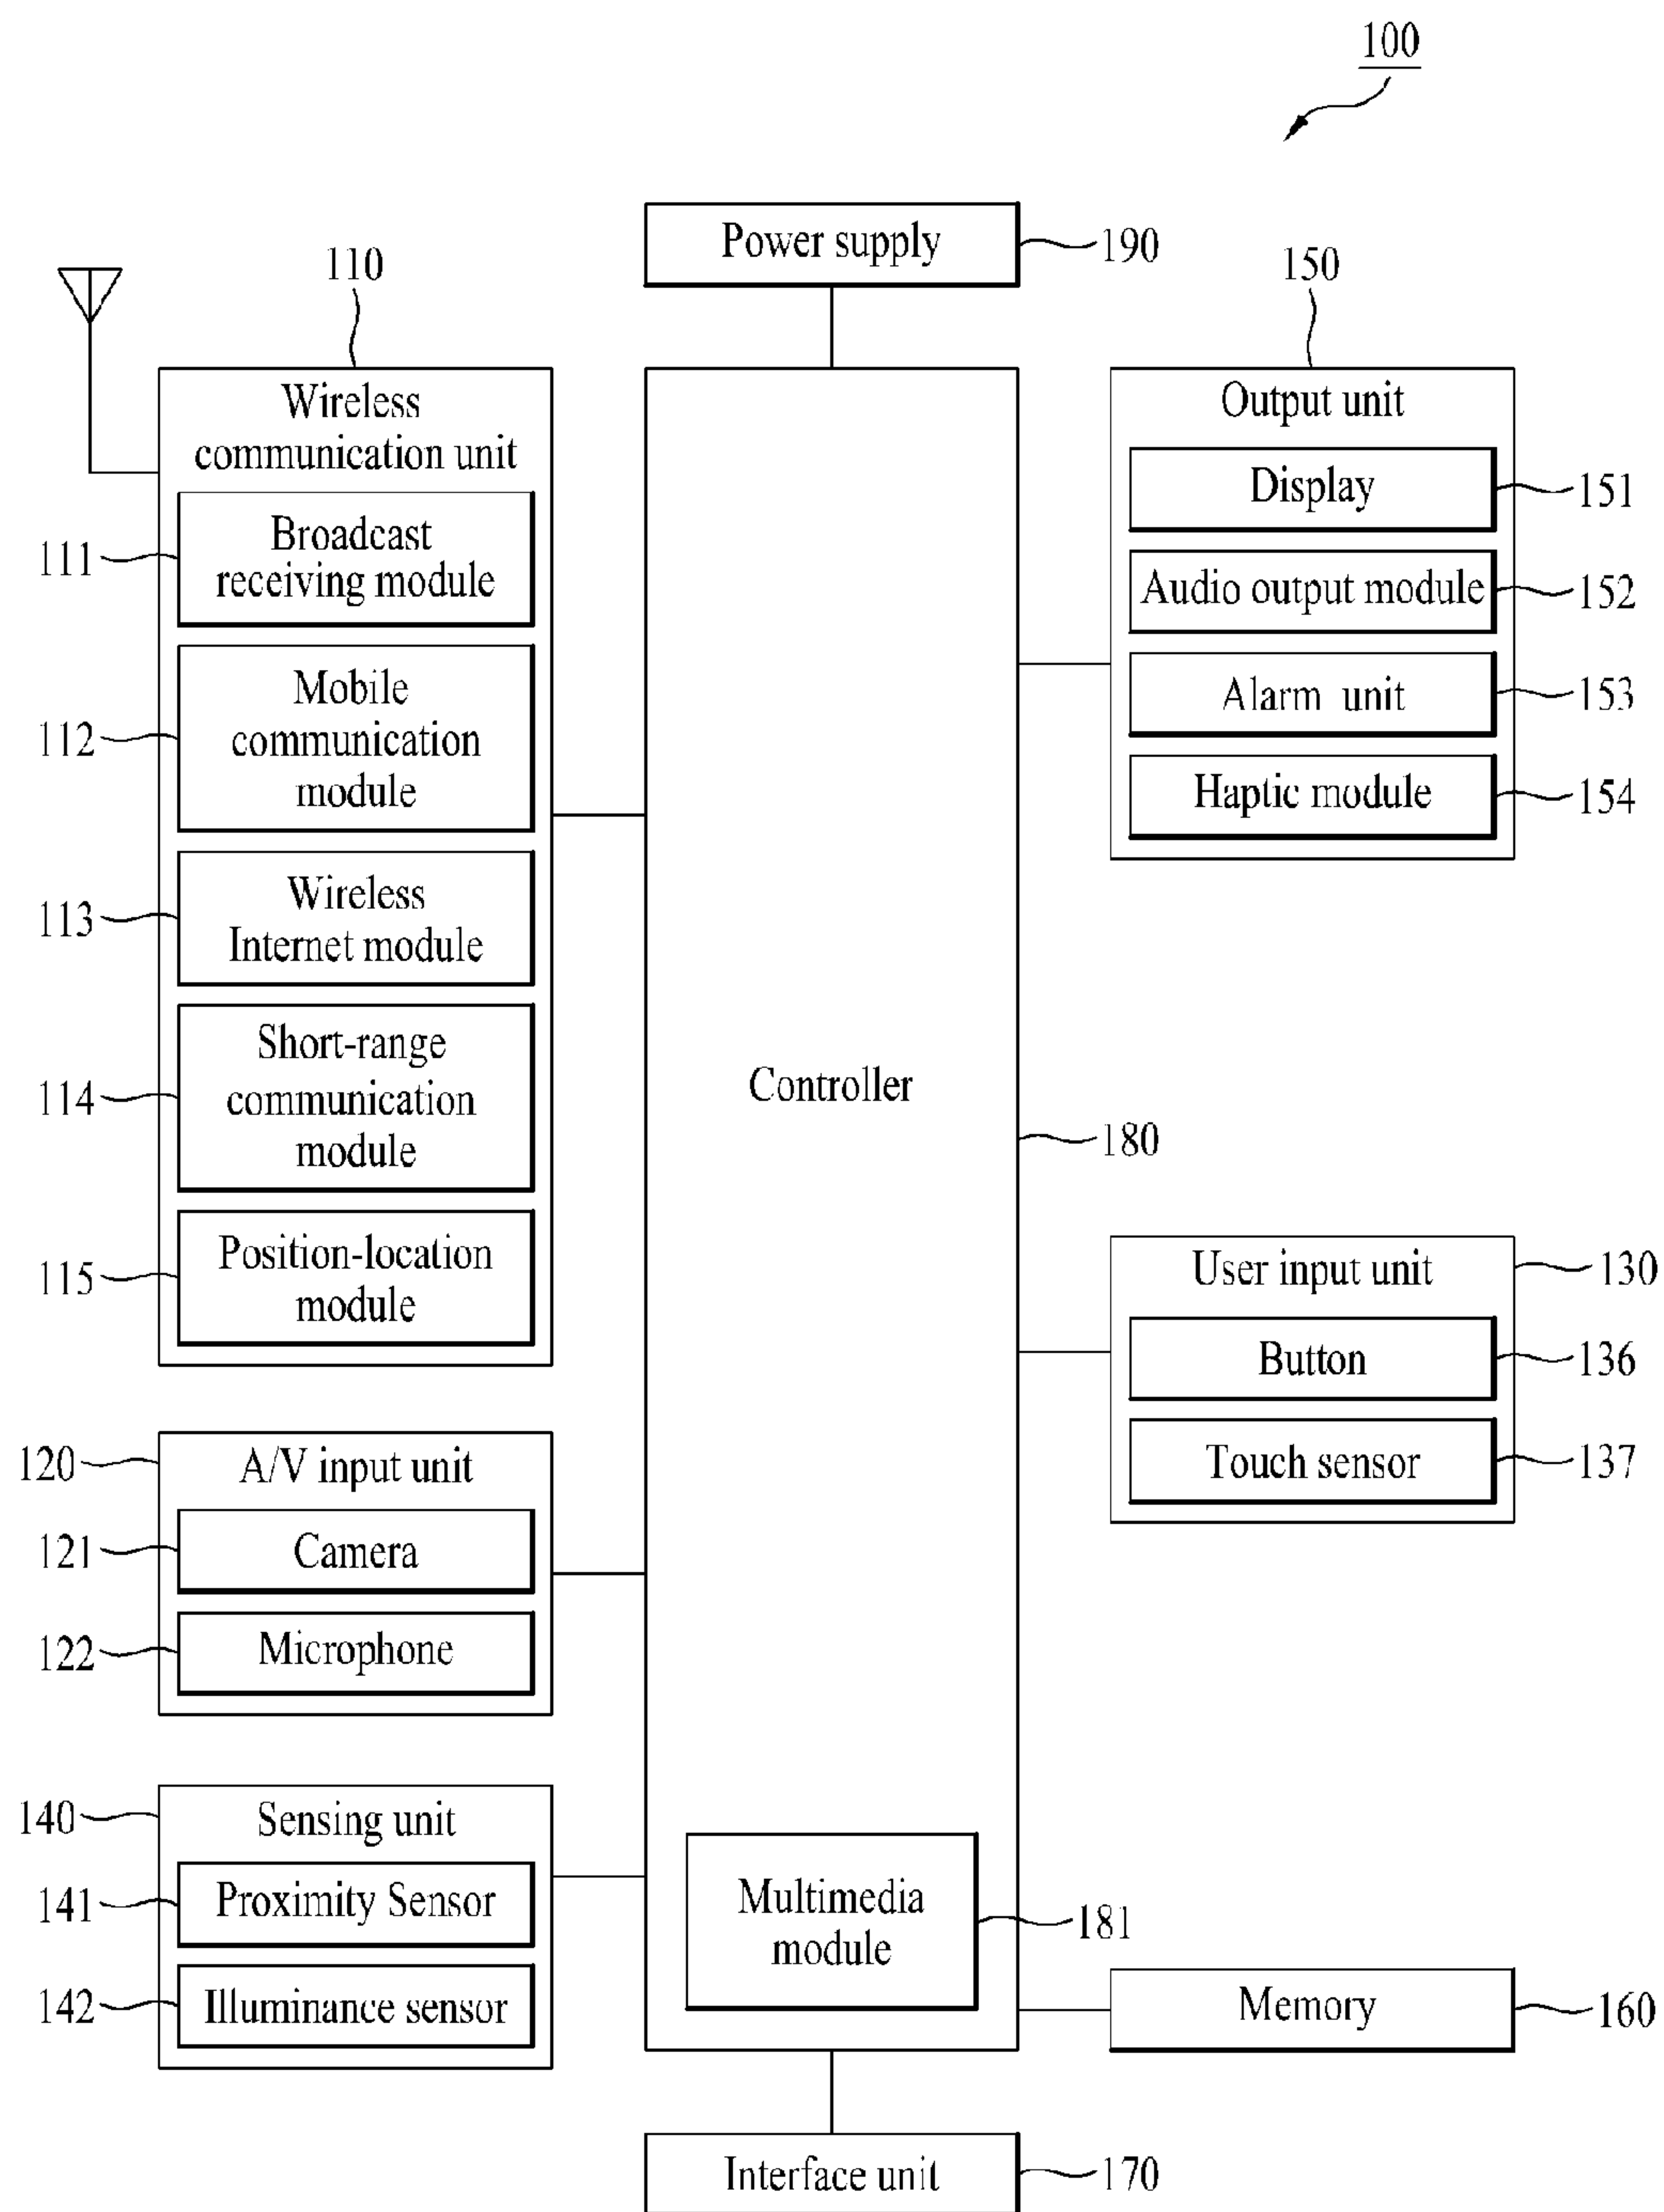 100
Power supply
190
110
Wireless
communication unit
111
Broadcast
receiving module
112
Mobile
communication
module
113
Wireless
Internet module
114
Short-range
communication
module
115
Position-location
module
120
A/V input unit
121
Camera
122
Microphone
140
Sensing unit
141
Proximity Sensor
142
Illuminance sensor
Controller
180
Multimedia
module
181
150
Output unit
Display
151
Audio output module
152
Alarm unit
153
Haptic module
154
User input unit
130
Button
136
Touch sensor
137
Memory
160
Interface unit
170